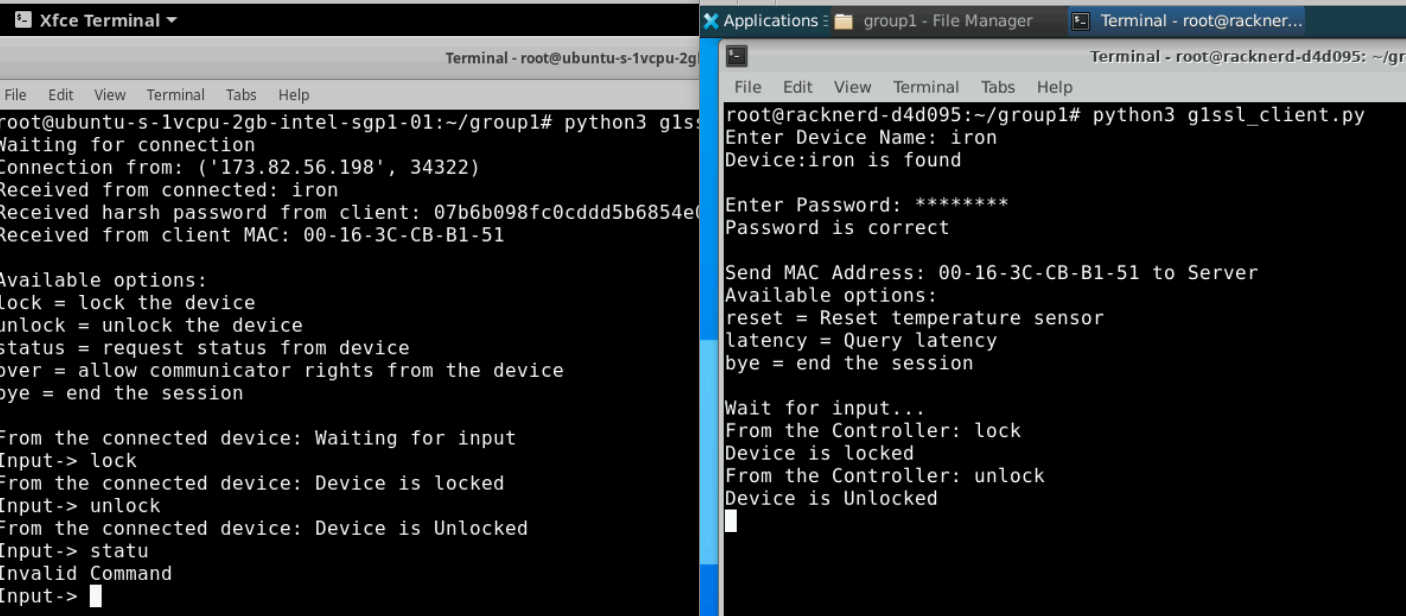 Xfce Terminal
Terminal - root@ubuntu-s-1vcpu-2g
File Edit View Terminal Tabs Help
root@ubuntu-s-1vcpu-2gb-intel-sgp1-01:~/group1# python3 g1ss
Waiting for connection
Connection from: ('173.82.56.198', 34322)
Received from connected: iron
Received harsh password from client: 07b6b098fc0cddd5b6854e0
Received from client MAC: 00-16-3C-CB-B1-51
Available options:
lock = lock the device
unlock = unlock the device
status = request status from device
over = allow communicator rights from the device
bye = end the session
From the connected device: Waiting for input
Input-> lock
From the connected device: Device is locked
Input-> unlock
From the connected device: Device is Unlocked
Input-> statu
Invalid Command
Input->
Applications group1 - File Manager Terminal - root@rackner...
Terminal - root@racknerd-d4d095: ~/gr
File Edit View Terminal Tabs Help
root@racknerd-d4d095:~/group1# python3 g1ssl_client.py
Enter Device Name: iron
Device:iron is found
Enter Password: ********
Password is correct
Send MAC Address: 00-16-3C-CB-B1-51 to Server
Available options:
reset = Reset temperature sensor
latency = Query latency
bye = end the session
Wait for input...
From the Controller: lock
Device is locked
From the Controller: unlock
Device is Unlocked